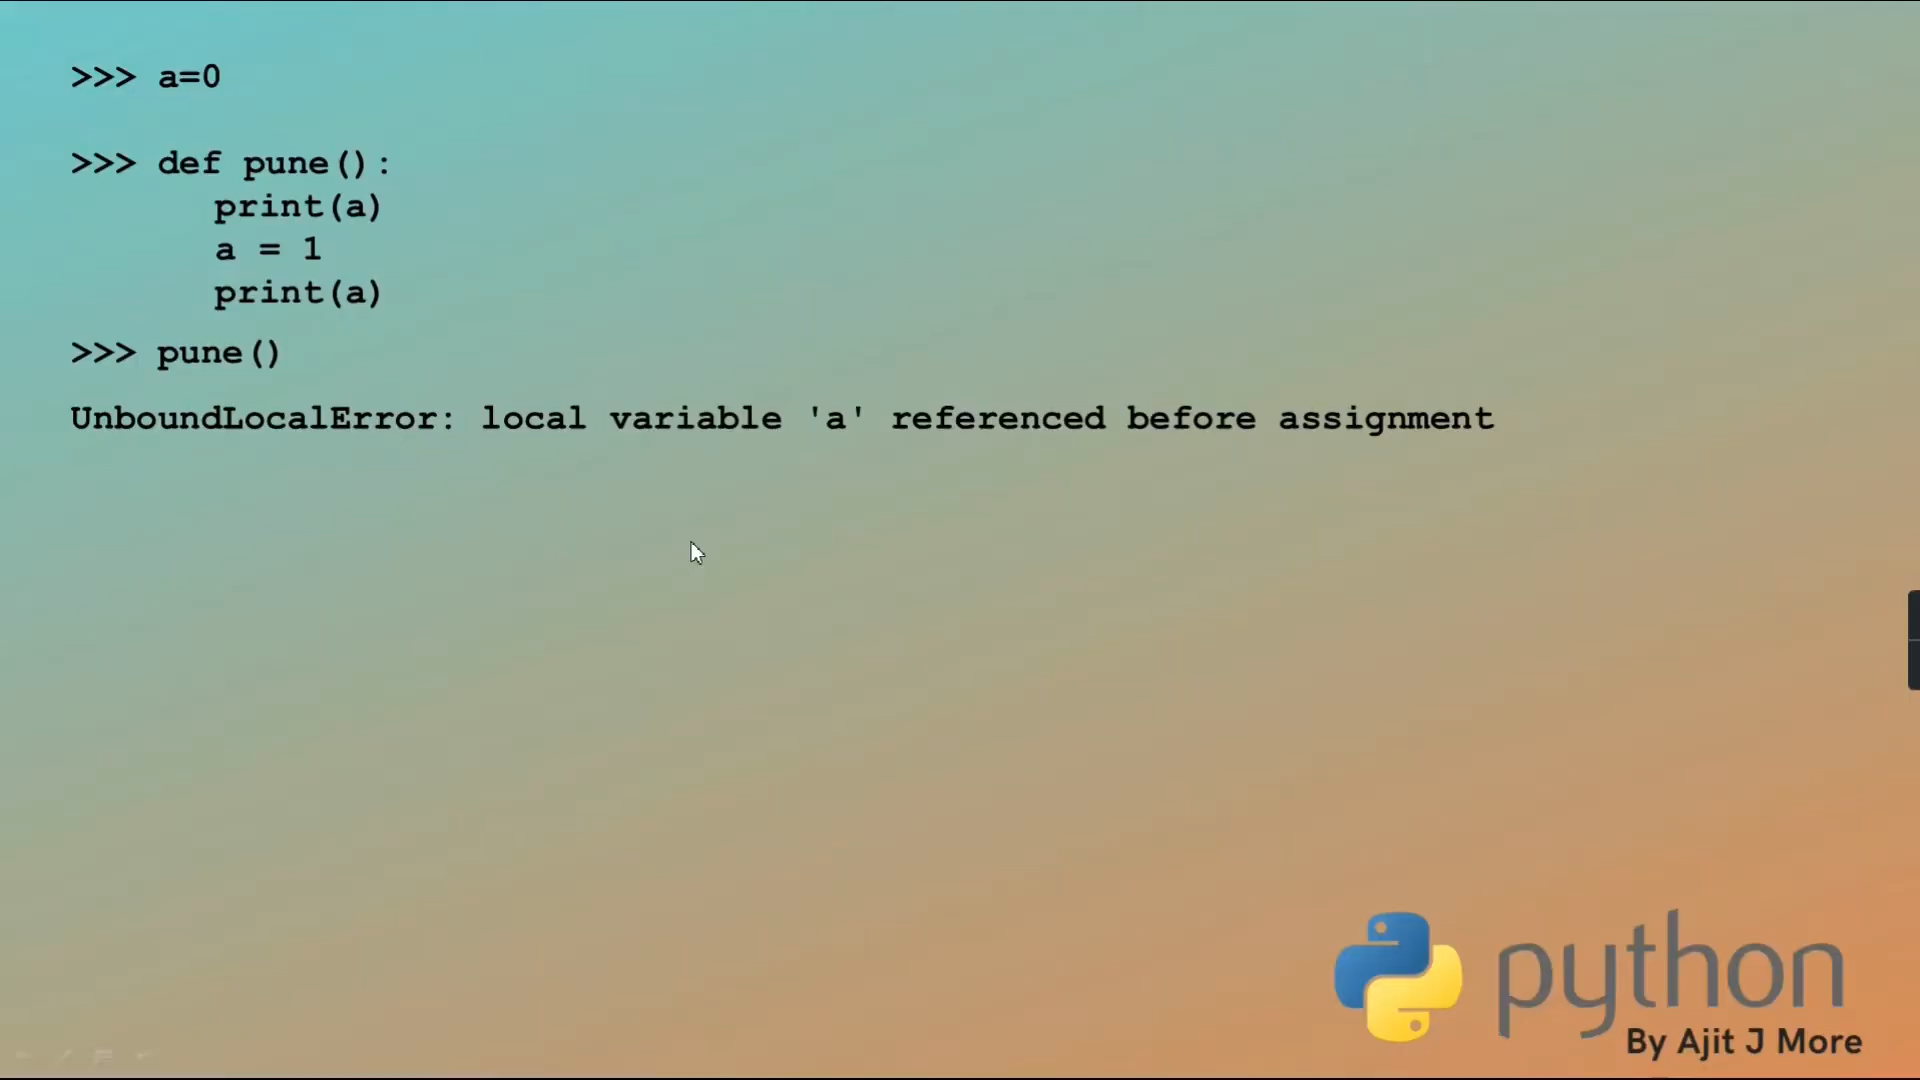 >>> a=0
>>> def pune():
print(a)
a = 1
print(a)
>>> pune()
UnboundLocalError: local variable 'a' referenced before assignment
python
By Ajit J More